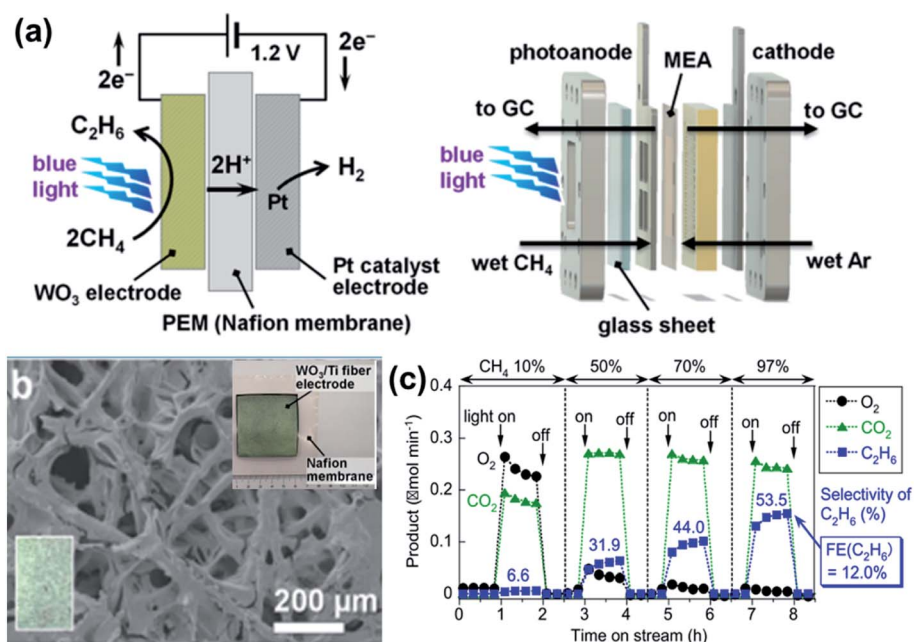 (a)
1.2 V
2e⁻
2e⁻
C₂H₆
blue
light
2H⁺
H₂
Pt
2CH₄
WO₃ electrode
Pt catalyst
electrode
PEM (Nafion membrane)
photoanode
MEA
cathode
to GC
to GC
blue
light
wet CH₄
wet Ar
glass sheet
b
WO₃/Ti fiber
electrode
Nafion
membrane
200 µm
(c)
CH₄ 10%
50%
70%
97%
0.4
0.3
0.2
0.1
0
Product (▯mol min⁻¹)
light on
off
on
off
on
off
on
off
O₂
CO₂
6.6
31.9
44.0
53.5
O₂
CO₂
C₂H₆
Selectivity of
C₂H₆ (%)
FE(C₂H₆)
= 12.0%
0 1 2 3 4 5 6 7 8
Time on stream (h)